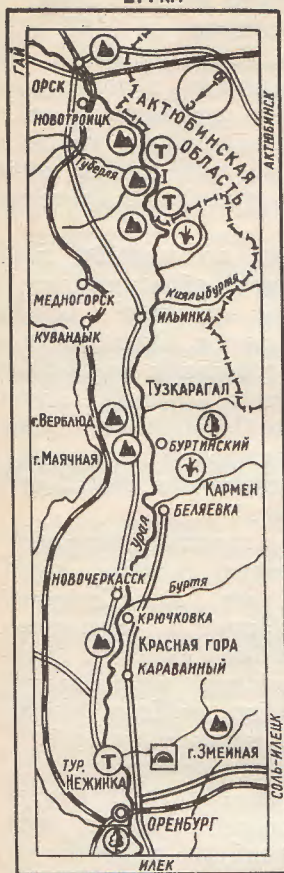 ГАЙ
ОРСК
НОВОТРОИЦК
I
АКТЮБИНСКАЯ
ОБЛАСТЬ
АКТЮБИНСК
С
Губерля
Т
I
Т
Киялыбуртя
МЕДНОГОРСК
ИЛЬИНКА
КУВАНДЫК
ТУЗКАРАГАЛ
г.ВЕРБЛЮД
БУРТИНСКИЙ
г.МАЯЧНАЯ
КАРМЕН
БЕЛЯЕВКА
Урал
НОВОЧЕРКАССК
Буртя
КРЮЧКОВКА
КРАСНАЯ ГОРА
КАРАВАННЫЙ
г.ЗМЕИНАЯ
ТУР.
НЕЖИНКА
Т
СОЛЬ-ИЛЕЦК
ОРЕНБУРГ
ИЛЕК